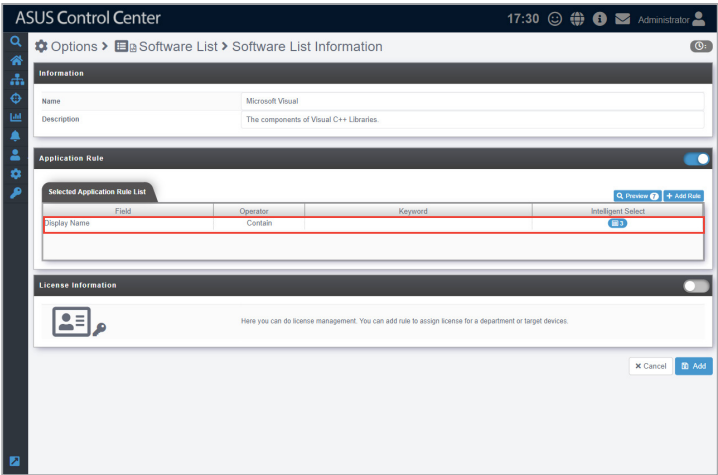 ASUS Control Center
17:30 Administrator
Options > Software List > Software List Information
Information
Name Microsoft Visual
Description The components of Visual C++ Libraries.
Application Rule
Selected Application Rule List
Preview 7 + Add Rule
Field Operator Keyword Intelligent Select
Display Name Contain 3
License Information
Here you can do license management. You can add rule to assign license for a department or target devices.
Cancel Add